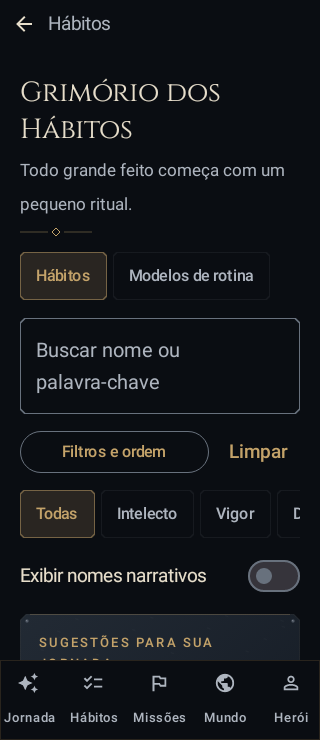 Hábitos
Grimório dos
Hábitos
Todo grande feito começa com um
pequeno ritual.
Hábitos
Modelos de rotina
Buscar nome ou
palavra-chave
Filtros e ordem
Limpar
Todas
Intelecto
Vigor
Exibir nomes narrativos
SUGESTÕES PARA SUA
Jornada
Hábitos
Missões
Mundo
Herói